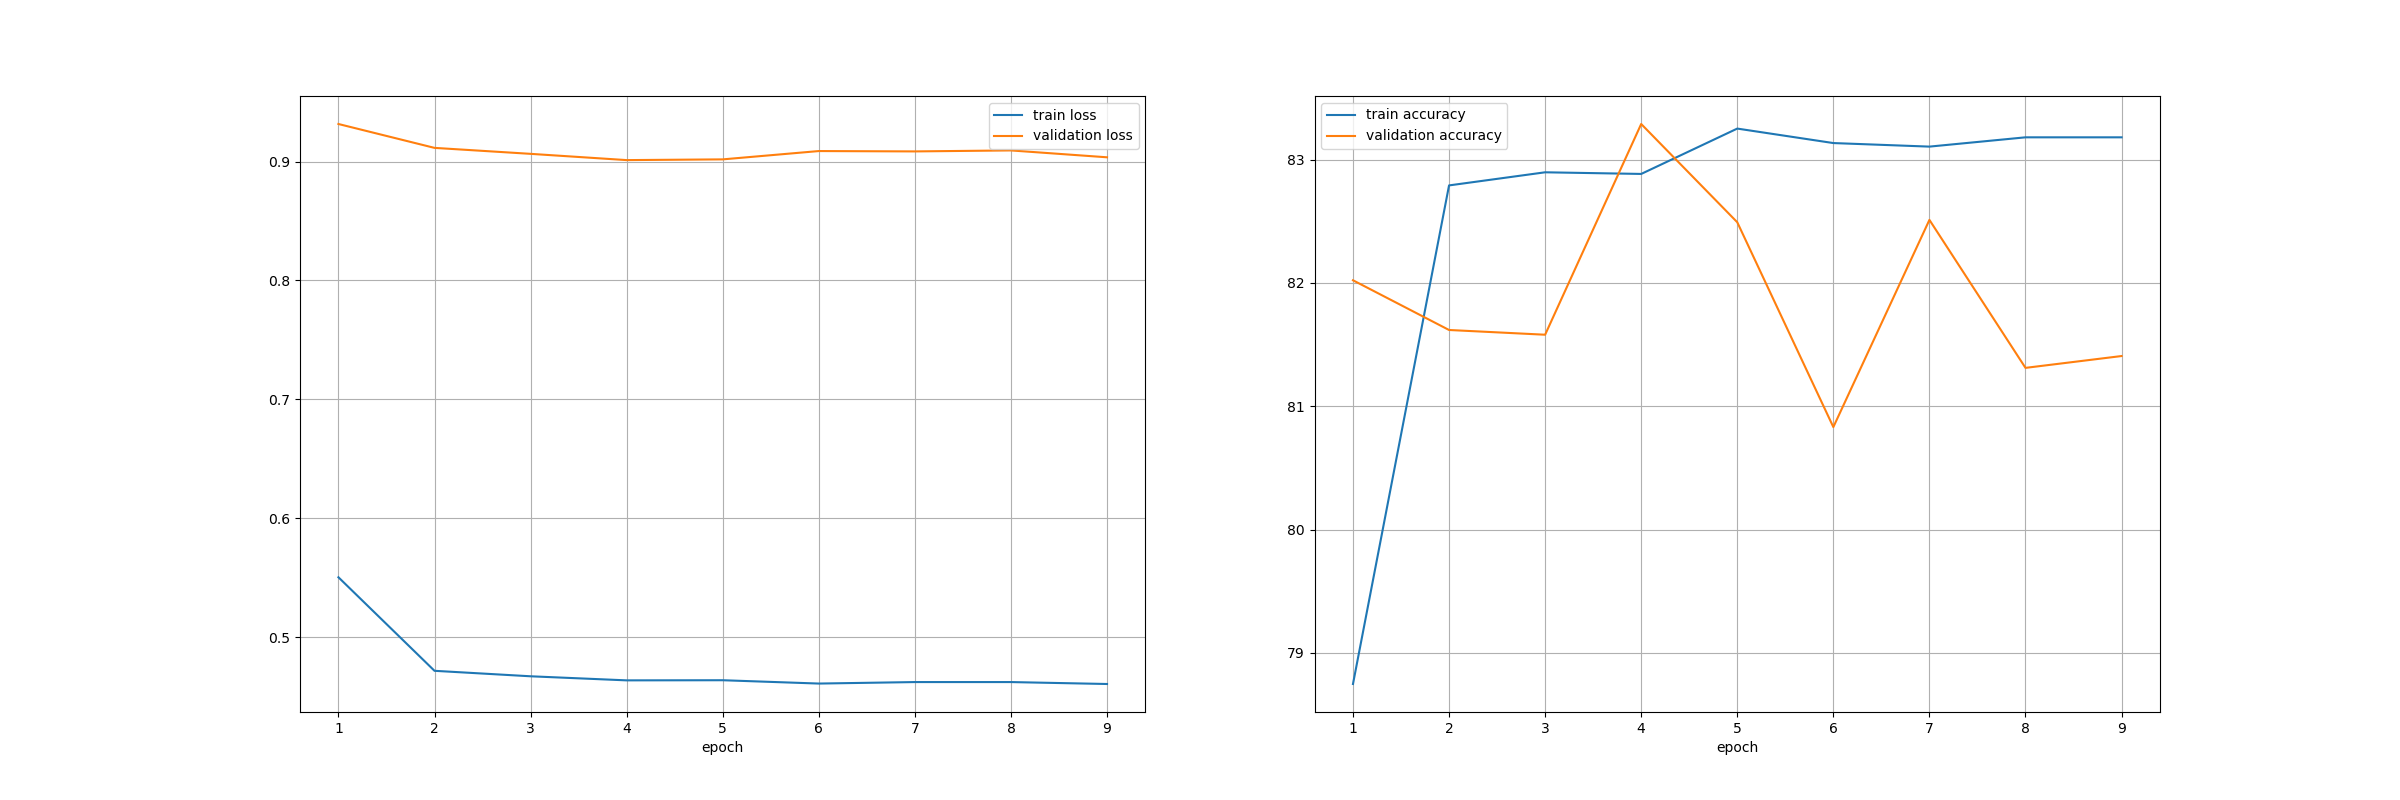 train loss
validation loss
0.9
0.8
0.7
0.6
0.5
1 2 3 4 5 6 7 8 9
epoch
train accuracy
validation accuracy
83
82
81
80
79
1 2 3 4 5 6 7 8 9
epoch